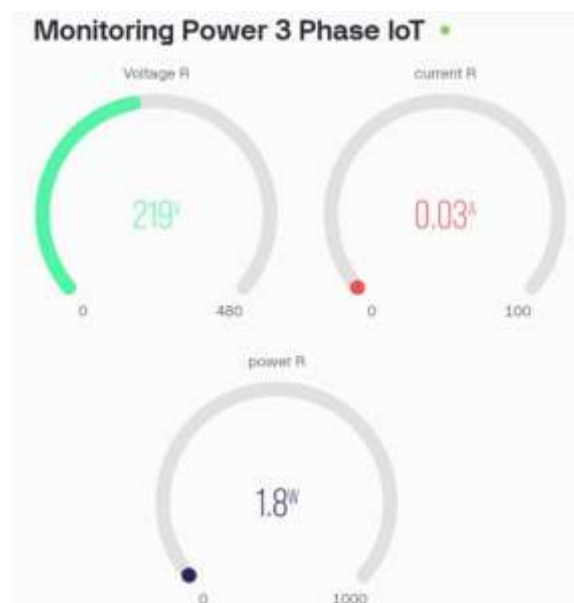 Monitoring Power 3 Phase IoT
Voltage R
current R
219V
0.03A
0
480
0
100
power R
1.8W
0
1000